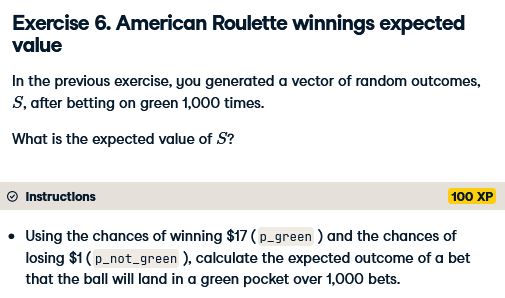 Exercise 6. American Roulette winnings expected
value
In the previous exercise, you generated a vector of random outcomes,
S, after betting on green 1,000 times.
What is the expected value of S?
Instructions
100 XP
• Using the chances of winning $17 ( p_green ) and the chances of
losing $1 ( p_not_green ), calculate the expected outcome of a bet
that the ball will land in a green pocket over 1,000 bets.